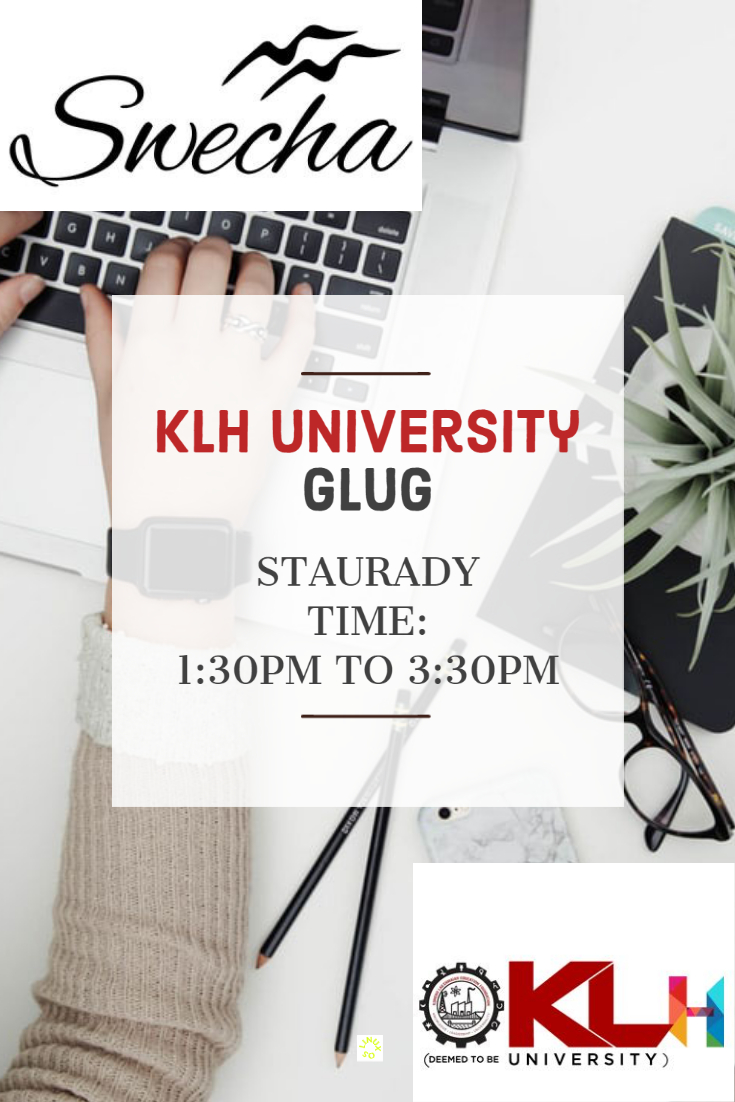 Swecha
KLH UNIVERSITY
GLUG
STAURADY
TIME:
1:30PM TO 3:30PM
KLH
(DEEMED TO BE UNIVERSITY)